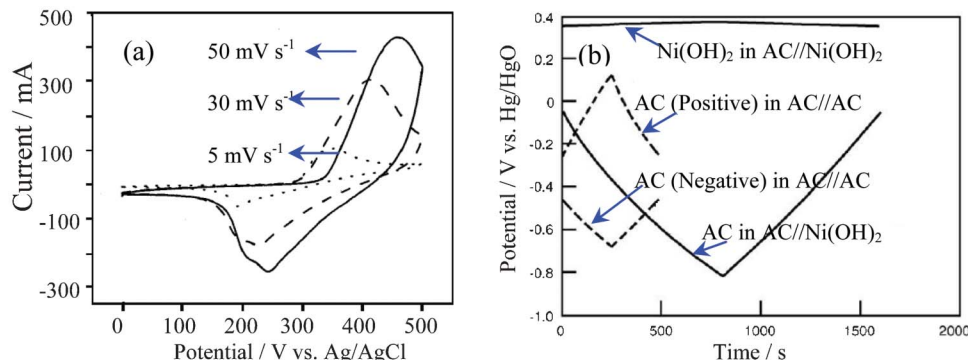 (a)
500
300
100
-100
-300
Current / mA
50 mV s⁻¹
30 mV s⁻¹
5 mV s⁻¹
0 100 200 300 400 500
Potential / V vs. Ag/AgCl
(b)
0.4
0.2
0
-0.2
-0.4
-0.6
-0.8
-1.0
Potential / V vs. Hg/HgO
Ni(OH)₂ in AC//Ni(OH)₂
AC (Positive) in AC//AC
AC (Negative) in AC//AC
AC in AC//Ni(OH)₂
0 500 1000 1500 2000
Time / s